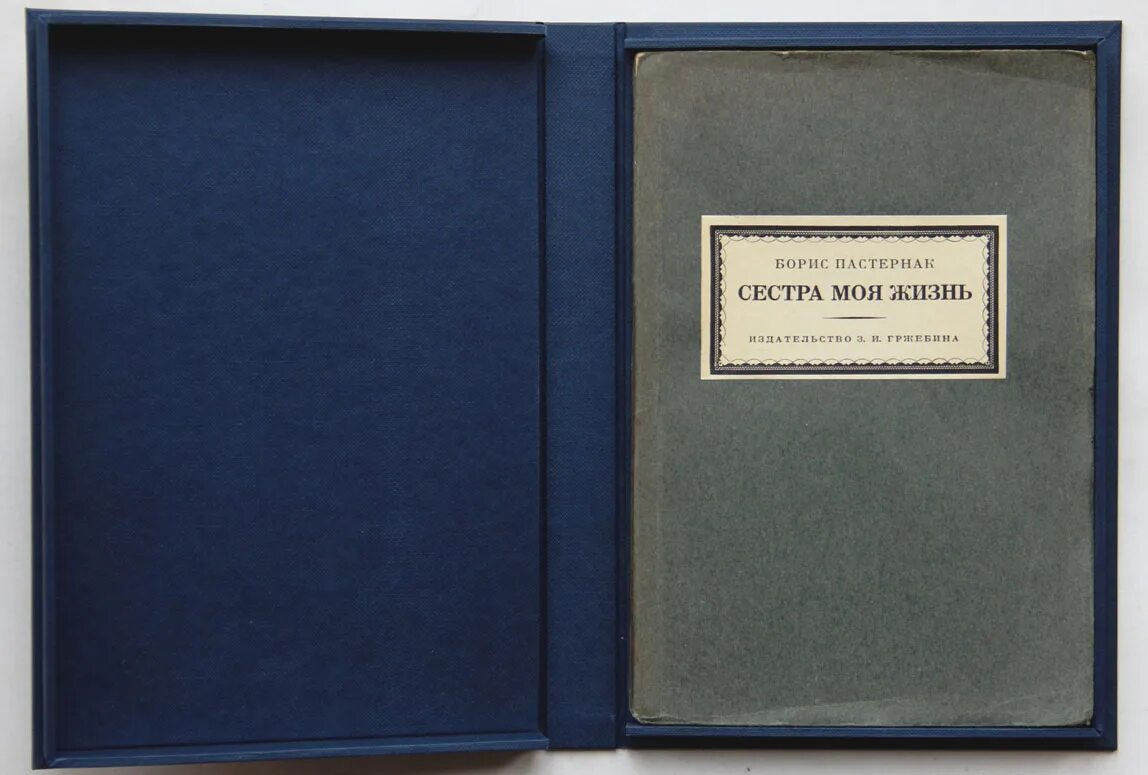 БОРИС ПАСТЕРНАК
СЕСТРА МОЯ ЖИЗНЬ
ИЗДАТЕЛЬСТВО З. И. ГРЖЕБИНА